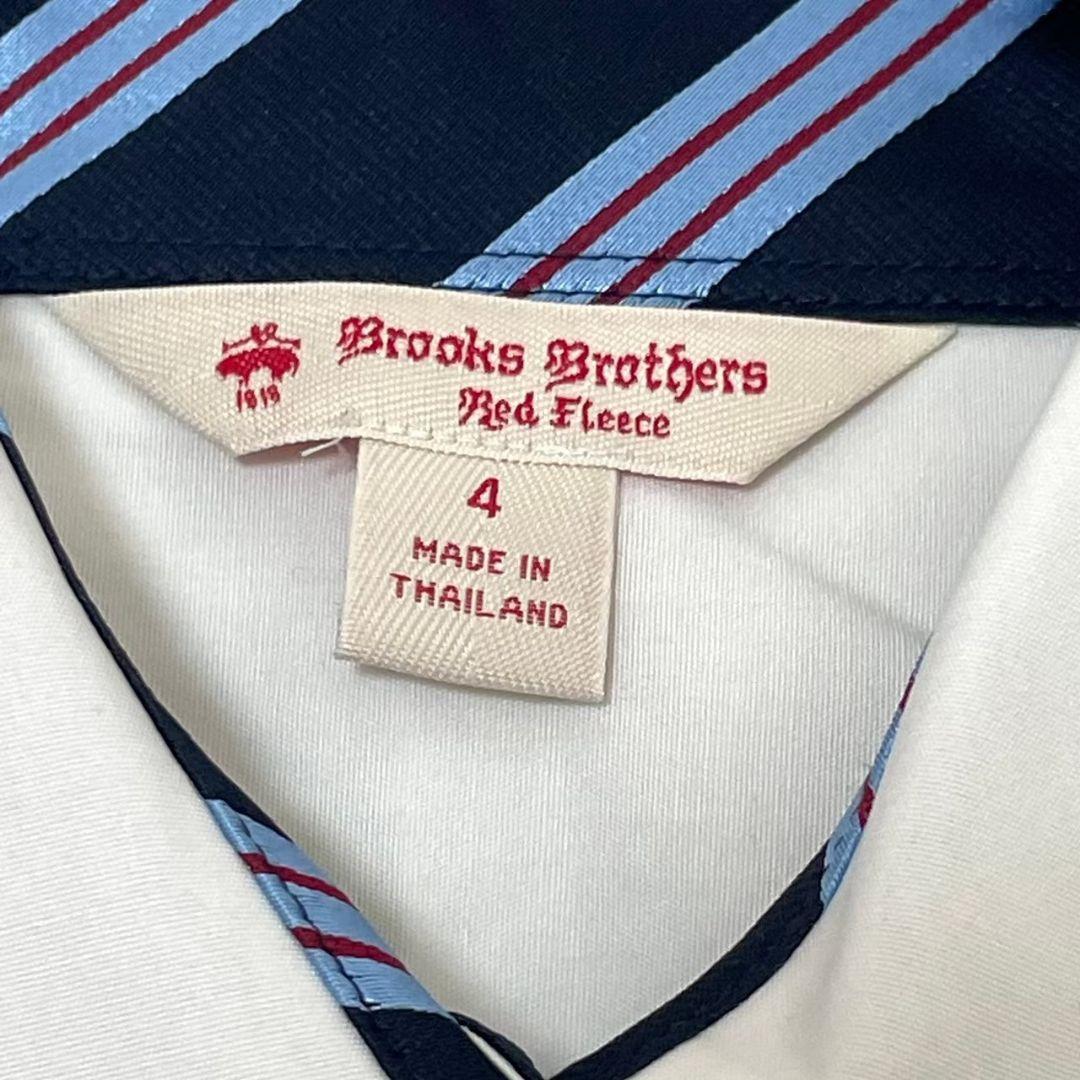 Brooks Brothers
Red Fleece
1818
4
MADE IN
THAILAND